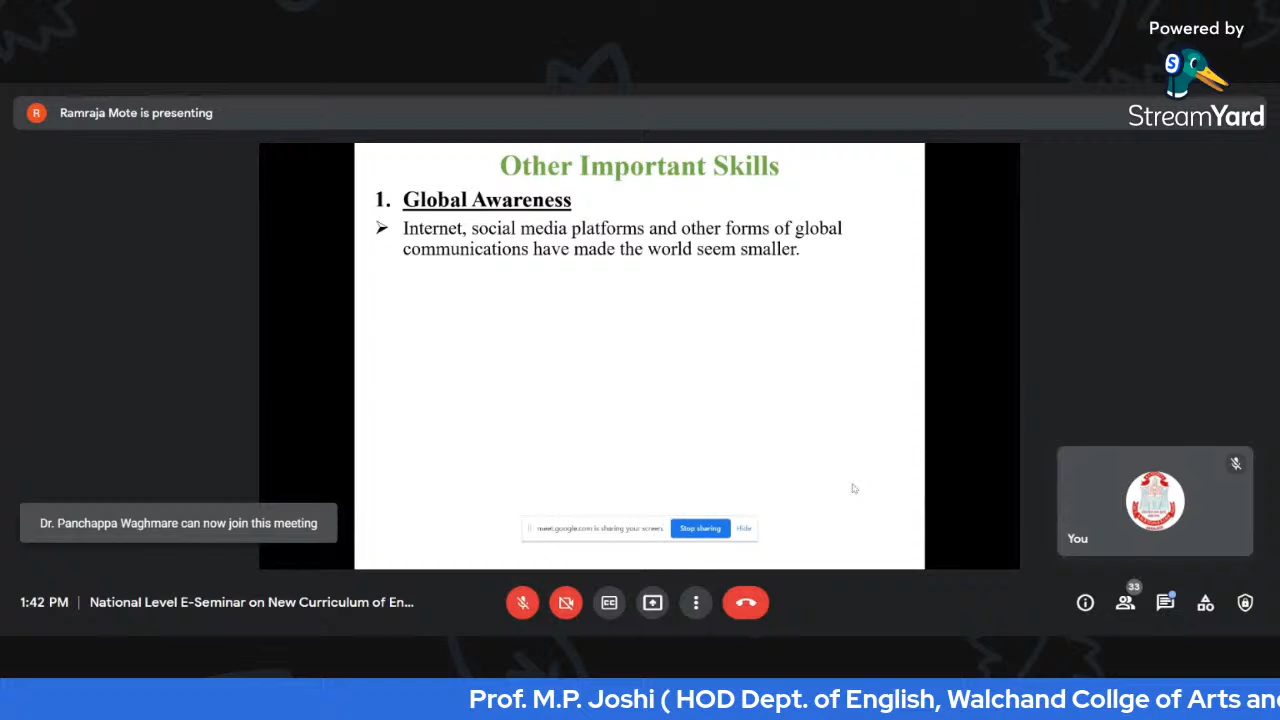 Powered by
StreamYard
R
Ramraja Mote is presenting
Other Important Skills
1. Global Awareness
➢ Internet, social media platforms and other forms of global
communications have made the world seem smaller.
Dr. Panchappa Waghmare can now join this meeting
meet.google.com is sharing your screen.
Stop sharing
Hide
You
1:42 PM | National Level E-Seminar on New Curriculum of En...
33
Prof. M.P. Joshi ( HOD Dept. of English, Walchand Collge of Arts an